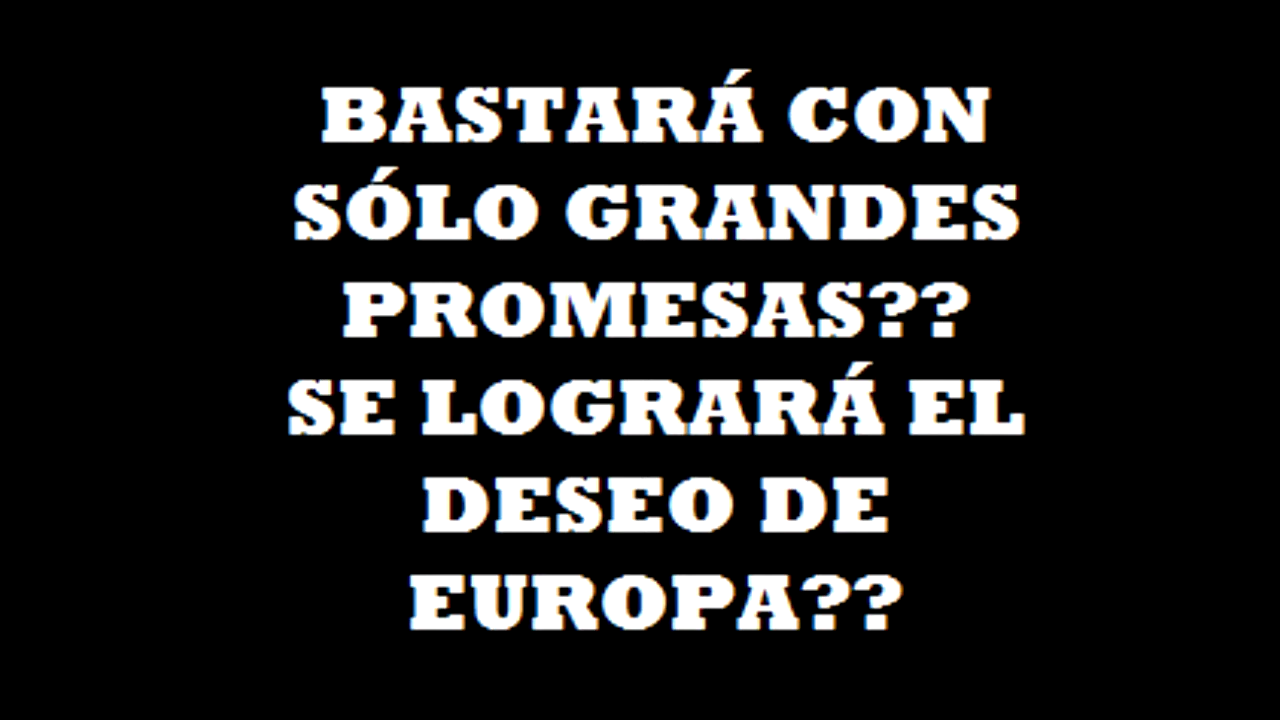 BASTARÁ CON
SÓLO GRANDES
PROMESAS??
SE LOGRARÁ EL
DESEO DE
EUROPA??